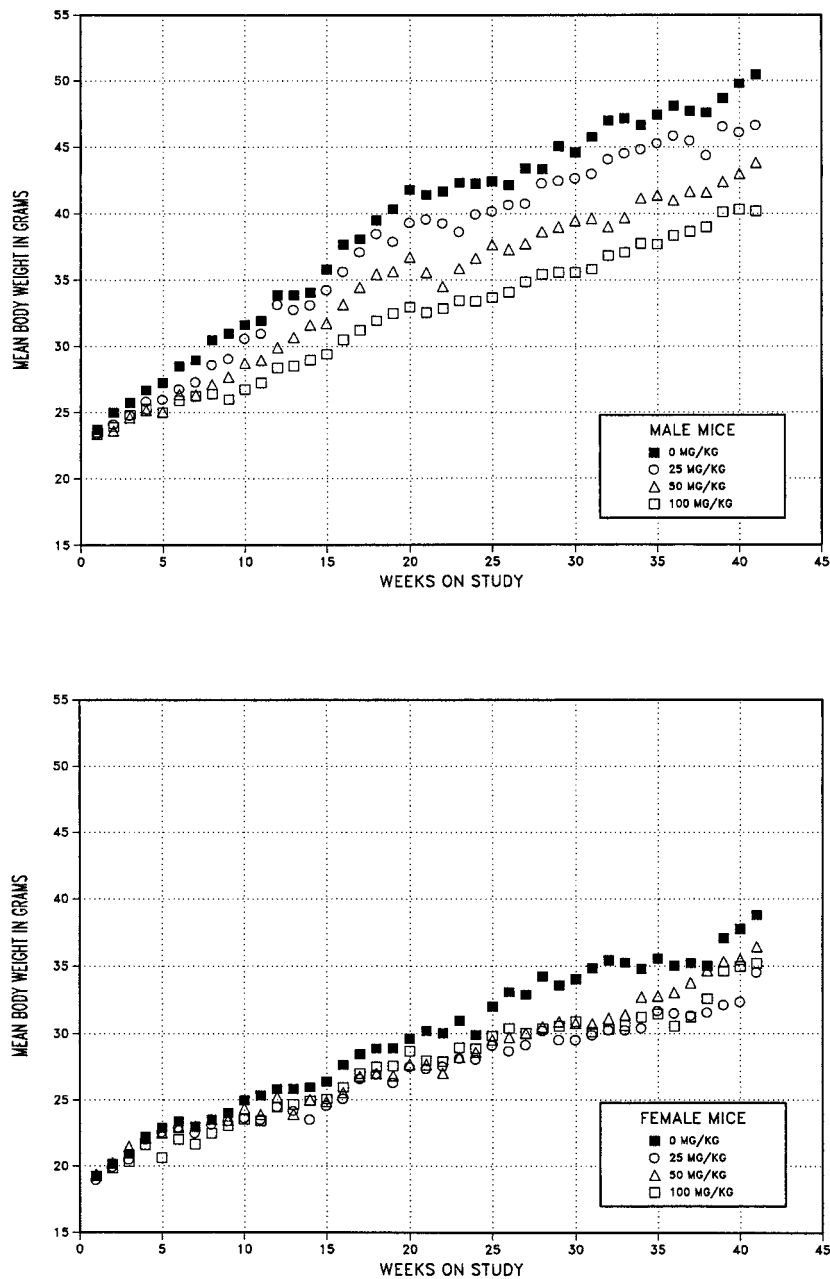 55
50
45
40
35
30
25
20
15
MEAN BODY WEIGHT IN GRAMS
MALE MICE
0 MG/KG
25 MG/KG
50 MG/KG
100 MG/KG
0 5 10 15 20 25 30 35 40 45
WEEKS ON STUDY
55
50
45
40
35
30
25
20
15
MEAN BODY WEIGHT IN GRAMS
FEMALE MICE
0 MG/KG
25 MG/KG
50 MG/KG
100 MG/KG
0 5 10 15 20 25 30 35 40 45
WEEKS ON STUDY